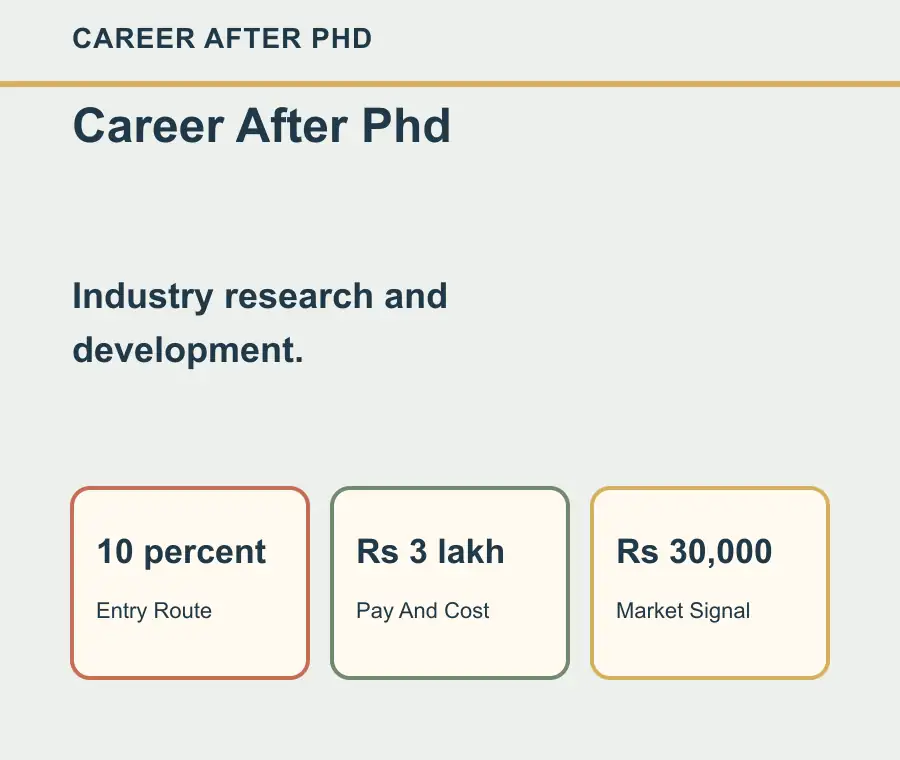 CAREER AFTER PHD
Career After Phd
Industry research and
development.
10 percent
Entry Route
Rs 3 lakh
Pay And Cost
Rs 30,000
Market Signal